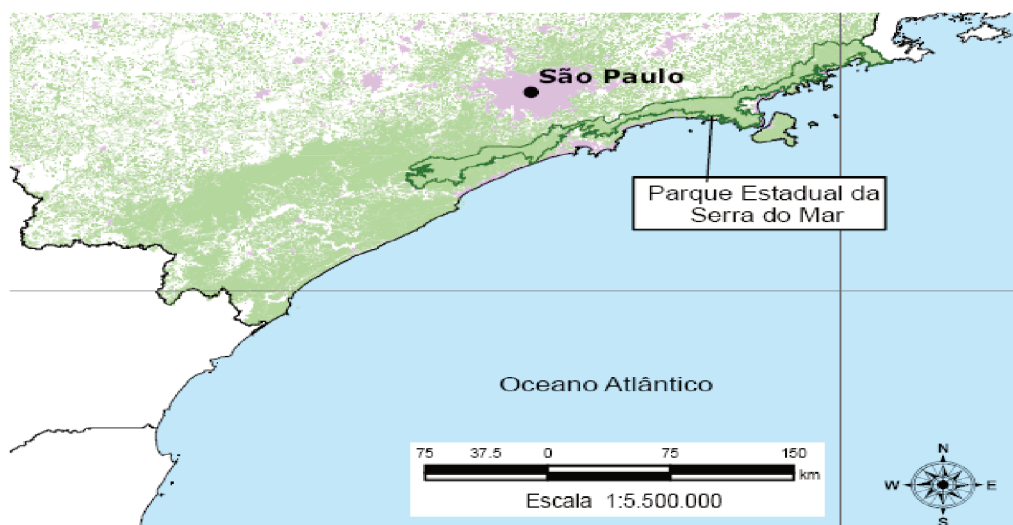 São Paulo
Parque Estadual da
Serra do Mar
Oceano Atlântico
75 37.5 0 75 150
km
Escala 1:5.500.000
N
W E
S